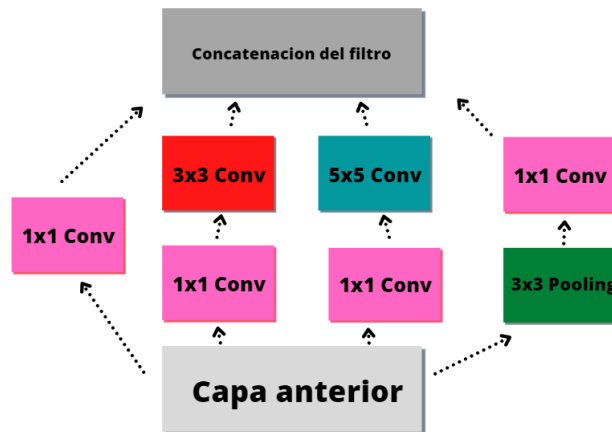 Concatenacion del filtro
3x3 Conv
5x5 Conv
1x1 Conv
1x1 Conv
1x1 Conv
1x1 Conv
3x3 Pooling
Capa anterior